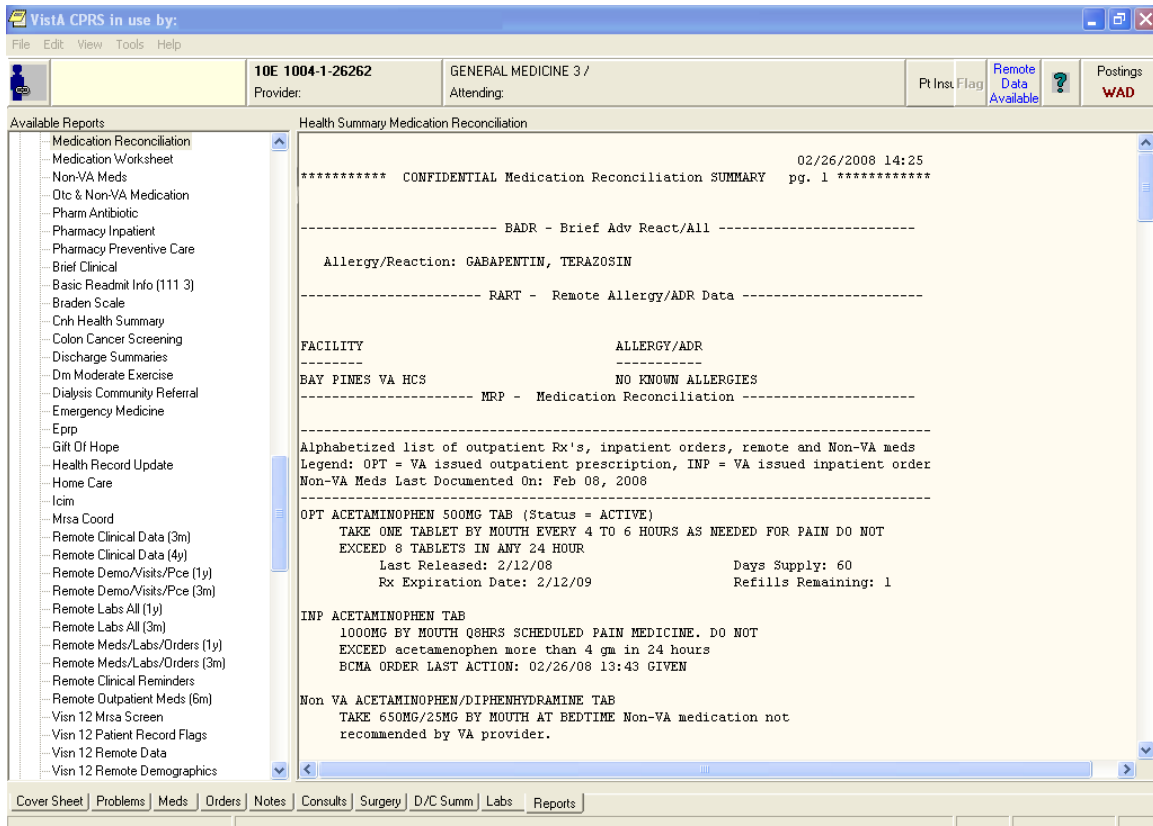 VistA CPRS in use by:
File Edit View Tools Help
10E 1004-1-26262
Provider:
GENERAL MEDICINE 3 /
Attending:
Pt Insu
Flag
Remote
Data
Available
?
Postings
WAD
Available Reports
Medication Reconciliation
Medication Worksheet
Non-VA Meds
Otc & Non-VA Medication
Pharm Antibiotic
Pharmacy Inpatient
Pharmacy Preventive Care
Brief Clinical
Basic Readmit Info (111 3)
Braden Scale
Cnh Health Summary
Colon Cancer Screening
Discharge Summaries
Dm Moderate Exercise
Dialysis Community Referral
Emergency Medicine
Eprp
Gift Of Hope
Health Record Update
Home Care
Icim
Mrsa Coord
Remote Clinical Data (3m)
Remote Clinical Data (4y)
Remote Demo/Visits/Pce (1y)
Remote Demo/Visits/Pce (3m)
Remote Labs All (1y)
Remote Labs All (3m)
Remote Meds/Labs/Orders (1y)
Remote Meds/Labs/Orders (3m)
Remote Clinical Reminders
Remote Outpatient Meds (6m)
Visn 12 Mrsa Screen
Visn 12 Patient Record Flags
Visn 12 Remote Data
Visn 12 Remote Demographics
Health Summary Medication Reconciliation
02/26/2008 14:25
*********** CONFIDENTIAL Medication Reconciliation SUMMARY pg. 1 ************
------------------------- BADR - Brief Adv React/All -------------------------
Allergy/Reaction: GABAPENTIN, TERAZOSIN
----------------------- RART - Remote Allergy/ADR Data -----------------------
FACILITY ALLERGY/ADR
-------- -----------
BAY PINES VA HCS NO KNOWN ALLERGIES
---------------------- MRP - Medication Reconciliation ----------------------
--------------------------------------------------------------------------------
Alphabetized list of outpatient Rx's, inpatient orders, remote and Non-VA meds
Legend: OPT = VA issued outpatient prescription, INP = VA issued inpatient order
Non-VA Meds Last Documented On: Feb 08, 2008
--------------------------------------------------------------------------------
OPT ACETAMINOPHEN 500MG TAB (Status = ACTIVE)
TAKE ONE TABLET BY MOUTH EVERY 4 TO 6 HOURS AS NEEDED FOR PAIN DO NOT
EXCEED 8 TABLETS IN ANY 24 HOUR
Last Released: 2/12/08 Days Supply: 60
Rx Expiration Date: 2/12/09 Refills Remaining: 1
INP ACETAMINOPHEN TAB
1000MG BY MOUTH Q8HRS SCHEDULED PAIN MEDICINE. DO NOT
EXCEED acetamenophen more than 4 gm in 24 hours
BCMA ORDER LAST ACTION: 02/26/08 13:43 GIVEN
Non VA ACETAMINOPHEN/DIPHENHYDRAMINE TAB
TAKE 650MG/25MG BY MOUTH AT BEDTIME Non-VA medication not
recommended by VA provider.
Cover Sheet Problems Meds Orders Notes Consults Surgery D/C Summ Labs Reports